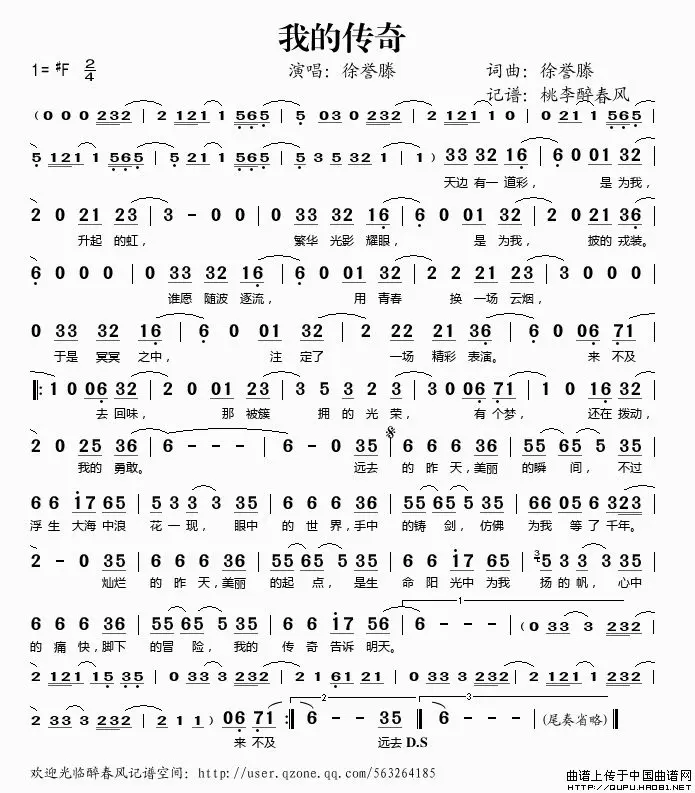 我的传奇
1=♯F 2/4 演唱：徐誉滕 词曲：徐誉滕
记谱：桃李醉春风
(0 0 0 232 | 2 121 1 565 | 5 030 232 | 2 121 1 0 | 0 21 1 565 |
5 121 1 565 | 5 121 565 | 5 3 5 32 1 1 ) 33 32 16 | 6 0 01 32 |
天边 有一 道彩， 是 为我，
2 0 21 23 | 3 - 0 0 | 0 33 32 16 | 6 0 01 32 | 2 0 21 36 |
升起 的虹， 繁华 光影 耀眼， 是 为我， 披的 戎装。
6 0 0 0 | 0 33 32 16 | 6 0 01 32 | 2 2 21 23 | 3 0 0 0 |
谁愿 随波 逐流， 用 青春 换 一场 云烟，
0 33 32 16 | 6 0 01 32 | 2 22 21 36 | 6 0 06 71
于是 冥冥 之中， 注 定了 一场 精彩 表演。 来 不及
‖: 1 0 06 32 | 2 0 01 23 | 3 5 3 2 3 | 3 0 06 71 | 1 0 16 32 |
去 回味， 那 被簇 拥 的 光 荣， 有 个梦， 还在 拨动，
2 0 25 36 | 6 - - - | 6 - 0 35 | 6 6 6 36 | 55 65 5 35 |
我的 勇敢。 远去 的 昨 天，美丽 的瞬 间， 不过
6 6 17 65 | 5 3 3 3 35 | 6 6 6 36 | 55 65 5 35 | 66 05 6 323 |
浮 生 大海 中浪 花 一 现， 眼中 的 世 界，手中 的铸 剑， 仿佛 为我 等 了 千年。
2 - 0 35 | 6 6 6 36 | 55 65 5 35 | 6 6 17 65 | 35 3 3 35 |
灿烂 的 昨 天，美丽 的起 点， 是生 命 阳 光中 为我 扬 的 帆， 心中
6 6 6 36 | 55 65 5 35 | 6 6 17 56 | 6 - - - | (0 33 3 232 |
的 痛 快，脚下 的冒 险， 我的 传 奇 告诉 明天。
1
2 121 15 35 | 0 33 3 232 | 2 1 61 21 | 0 33 3 232 | 2 121 1 232 |
2 33 3 232 | 2 1 1 ) 06 71 :‖ 6 - - 35 ‖ 6 - - - (尾奏省略)‖
2 3
来 不及 远去 D.S
欢迎光临醉春风记谱空间：http://user.qzone.qq.com/563264185
曲谱上传于中国曲谱网
HTTP://QUPU.HAO81.NET